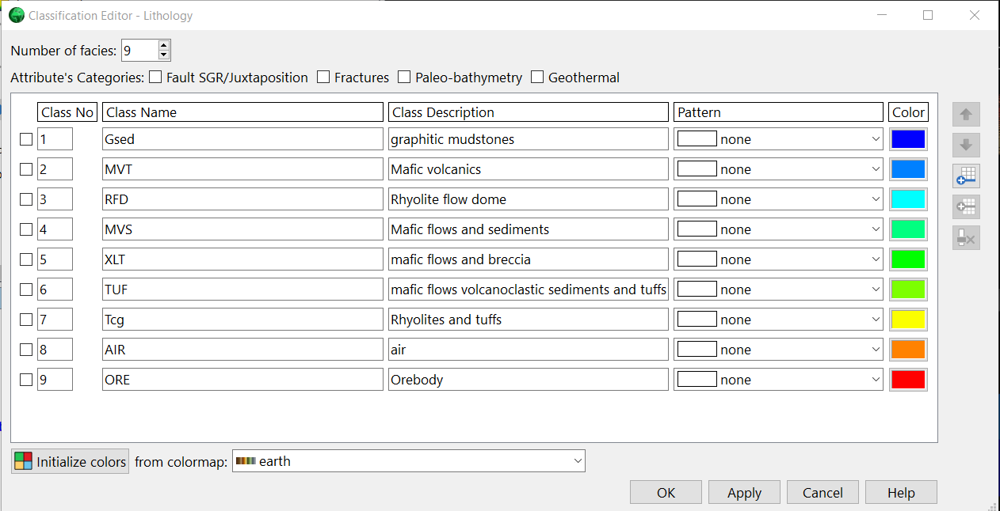 Classification Editor - Lithology
Number of facies: 9
Attribute's Categories: Fault SGR/Juxtaposition Fractures Paleo-bathymetry Geothermal
Class No Class Name Class Description Pattern Color
1 Gsed graphitic mudstones none
2 MVT Mafic volcanics none
3 RFD Rhyolite flow dome none
4 MVS Mafic flows and sediments none
5 XLT mafic flows and breccia none
6 TUF mafic flows volcanoclastic sediments and tuffs none
7 Tcg Rhyolites and tuffs none
8 AIR air none
9 ORE Orebody none
Initialize colors from colormap: earth
OK Apply Cancel Help